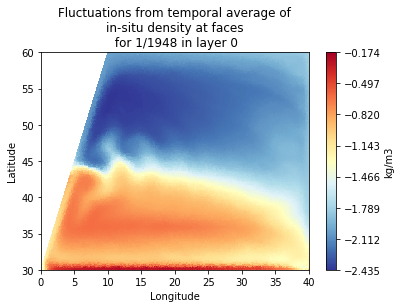 Fluctuations from temporal average of
in-situ density at faces
for 1/1948 in layer 0
60
55
50
45
40
35
30
Latitude
0 5 10 15 20 25 30 35 40
Longitude
−0.174
−0.497
−0.820
−1.143
−1.466
−1.789
−2.112
−2.435
kg/m3